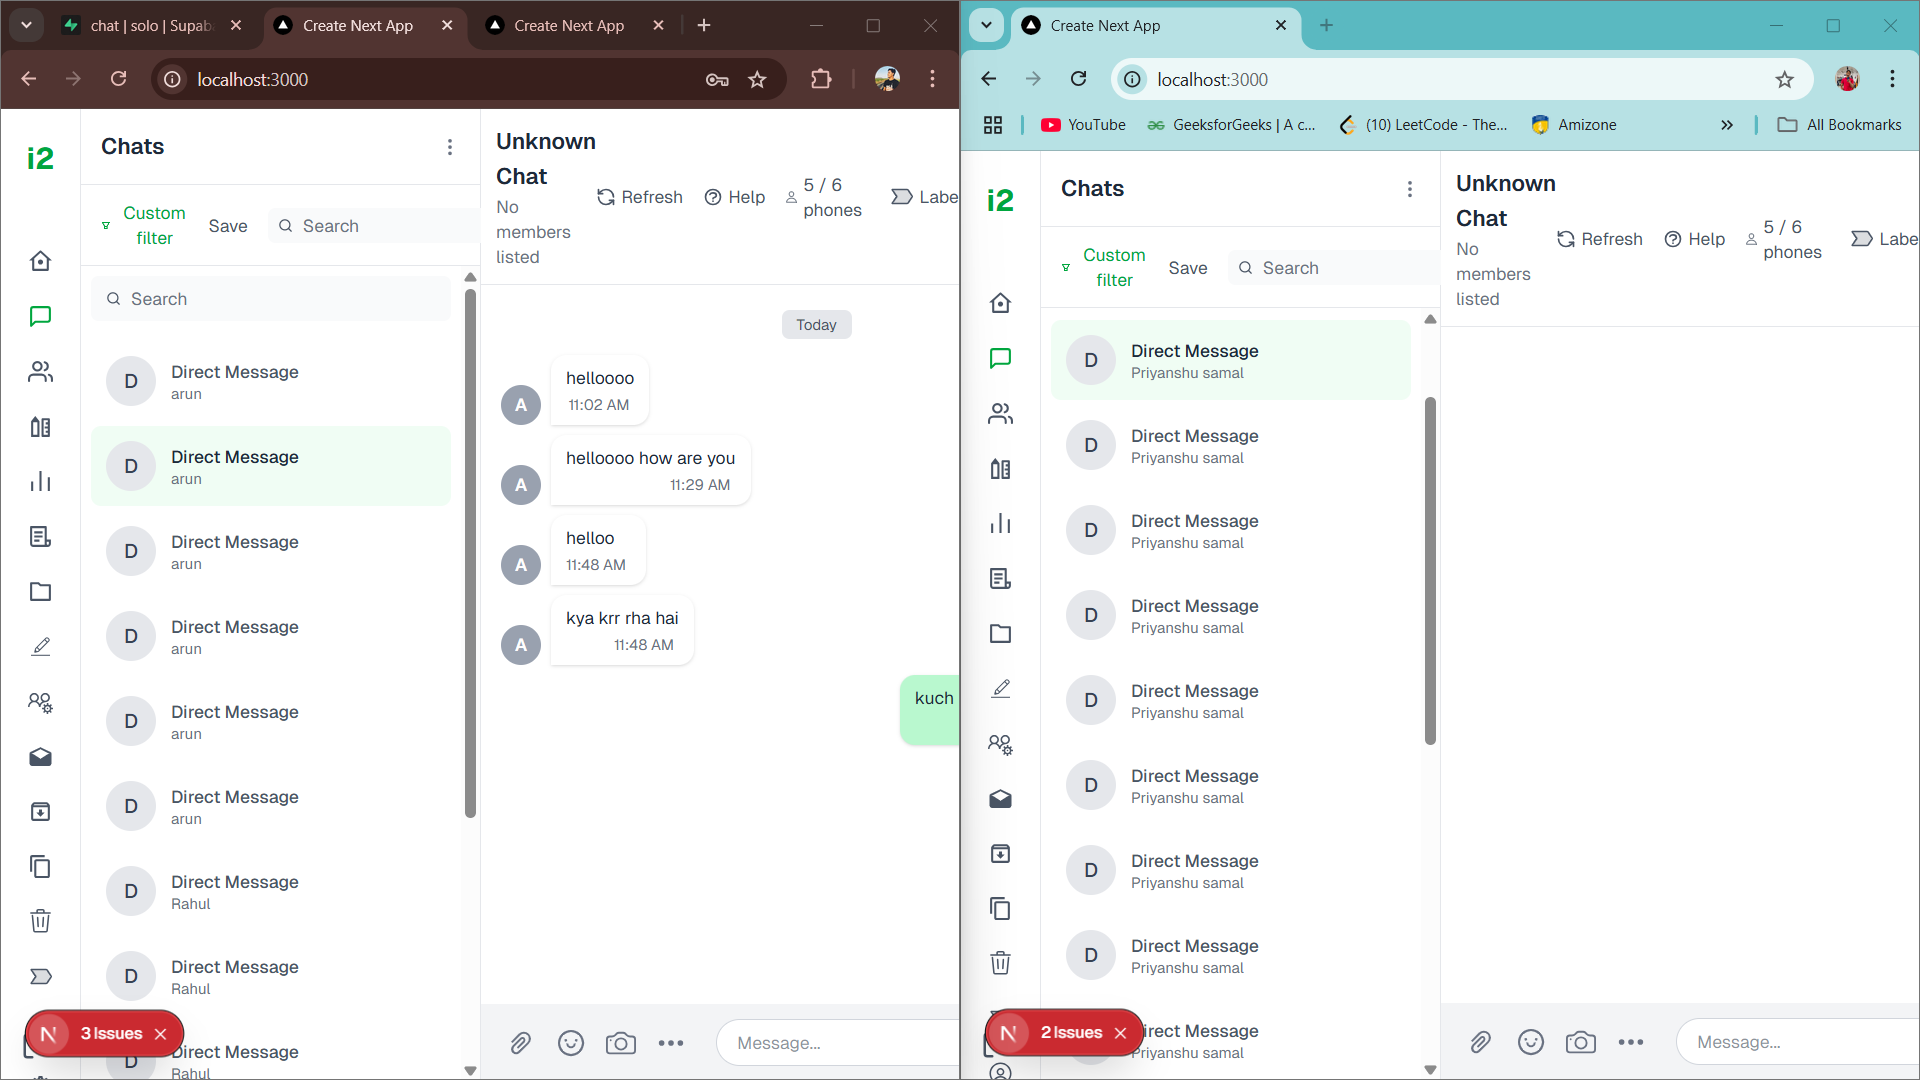 chat | solo | Supab
Create Next App
Create Next App
localhost:3000
i2
Chats
Custom
filter
Save
Search
Search
D
Direct Message
arun
D
Direct Message
arun
D
Direct Message
arun
D
Direct Message
arun
D
Direct Message
arun
D
Direct Message
arun
D
Direct Message
Rahul
D
Direct Message
Rahul
D
Direct Message
Rahul
N
3 Issues
Unknown
Chat
No
members
listed
Refresh
Help
5 / 6
phones
Labe
Today
A
helloooo
11:02 AM
A
helloooo how are you
11:29 AM
A
helloo
11:48 AM
A
kya krr rha hai
11:48 AM
kuch
Message...
Create Next App
localhost:3000
YouTube
GeeksforGeeks | A c...
(10) LeetCode - The...
Amizone
All Bookmarks
i2
Chats
Custom
filter
Save
Search
D
Direct Message
Priyanshu samal
D
Direct Message
Priyanshu samal
D
Direct Message
Priyanshu samal
D
Direct Message
Priyanshu samal
D
Direct Message
Priyanshu samal
D
Direct Message
Priyanshu samal
D
Direct Message
Priyanshu samal
D
Direct Message
Priyanshu samal
irect Message
Priyanshu samal
N
2 Issues
Unknown
Chat
No
members
listed
Refresh
Help
5 / 6
phones
Labe
Message...